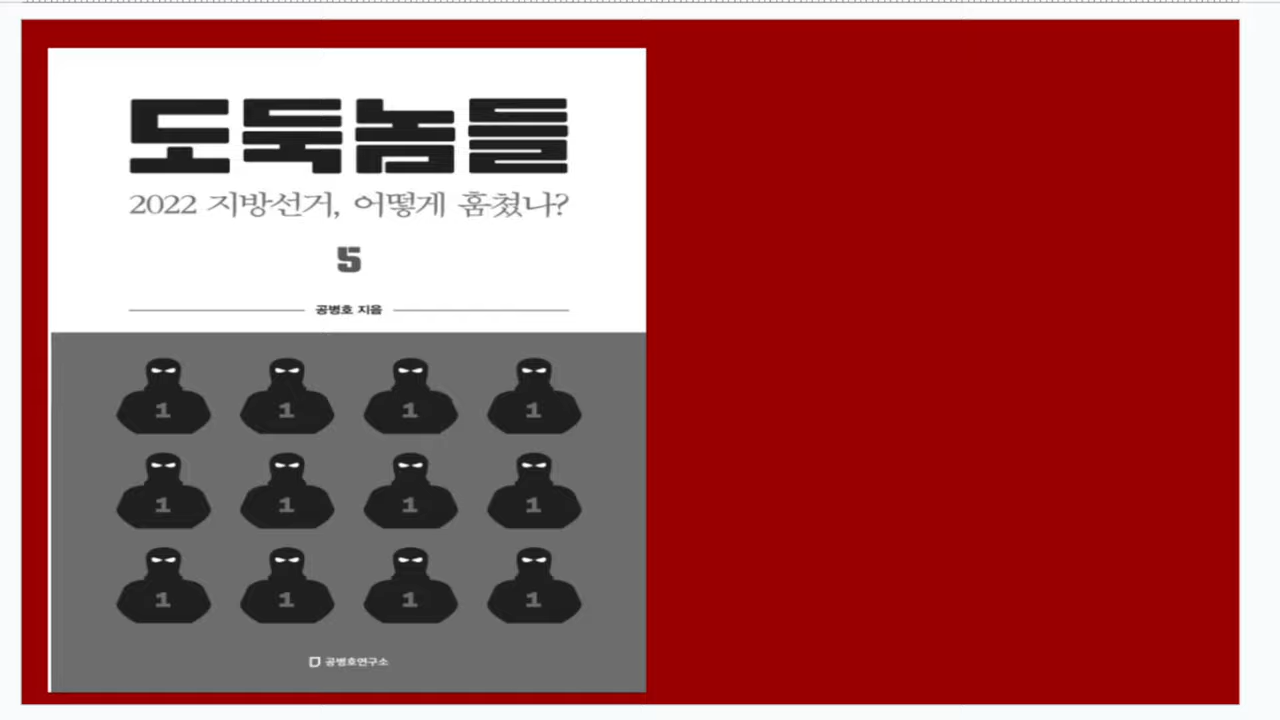 도둑놈들
2022 지방선거, 어떻게 훔쳤나?
5
공병호 지음
1 1 1 1
1 1 1 1
1 1 1 1
공병호연구소